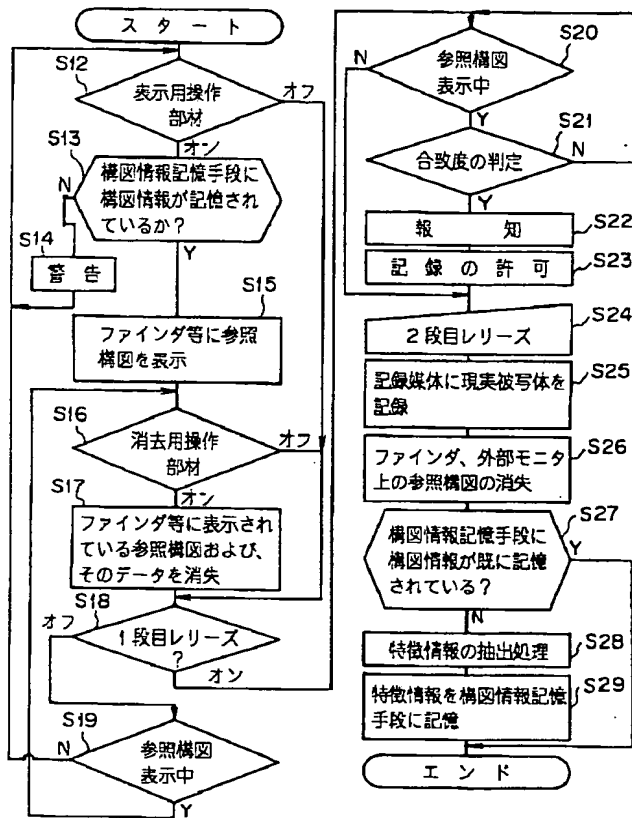 スタート
S12
表示用操作
部材
オフ
オン
S13
構図情報記憶手段に
構図情報が記憶され
ているか?
N
Y
S14
警告
S15
ファインダ等に参照
構図を表示
S16
消去用操作
部材
オフ
オン
S17
ファインダ等に表示され
ている参照構図および、
そのデータを消失
S18
1段目レリーズ
?
オフ
オン
S19
参照構図
表示中
N
Y
S20
参照構図
表示中
N
Y
S21
合致度の判定
N
Y
報知
S22
記録の許可
S23
2段目レリーズ
S24
記録媒体に現実被写体を
記録
S25
ファインダ、外部モニタ
上の参照構図の消失
S26
S27
構図情報記憶手段に
構図情報が既に記憶
されている?
Y
N
特徴情報の抽出処理
S28
特徴情報を構図情報記憶
手段に記憶
S29
エンド